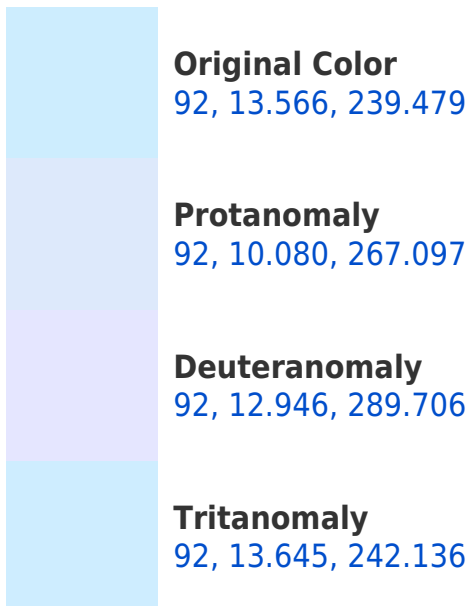 Original Color
92, 13.566, 239.479
Protanomaly
92, 10.080, 267.097
Deuteranomaly
92, 12.946, 289.706
Tritanomaly
92, 13.645, 242.136